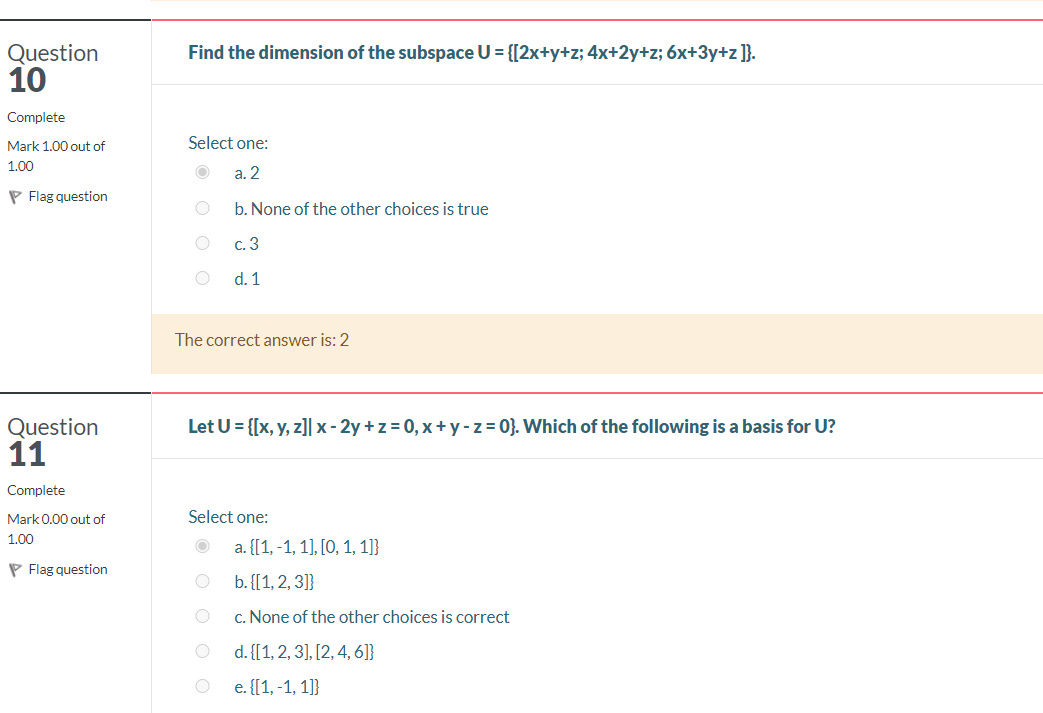 Question
10
Complete
Mark 1.00 out of
1.00
Flag question
Find the dimension of the subspace U = {[2x+y+z; 4x+2y+z; 6x+3y+z ]}.
Select one:
a. 2
b. None of the other choices is true
c. 3
d. 1
The correct answer is: 2
Question
11
Complete
Mark 0.00 out of
1.00
Flag question
Let U = {[x, y, z]| x - 2y + z = 0, x + y - z = 0}. Which of the following is a basis for U?
Select one:
a. {[1, -1, 1], [0, 1, 1]}
b. {[1, 2, 3]}
c. None of the other choices is correct
d. {[1, 2, 3], [2, 4, 6]}
e. {[1, -1, 1]}